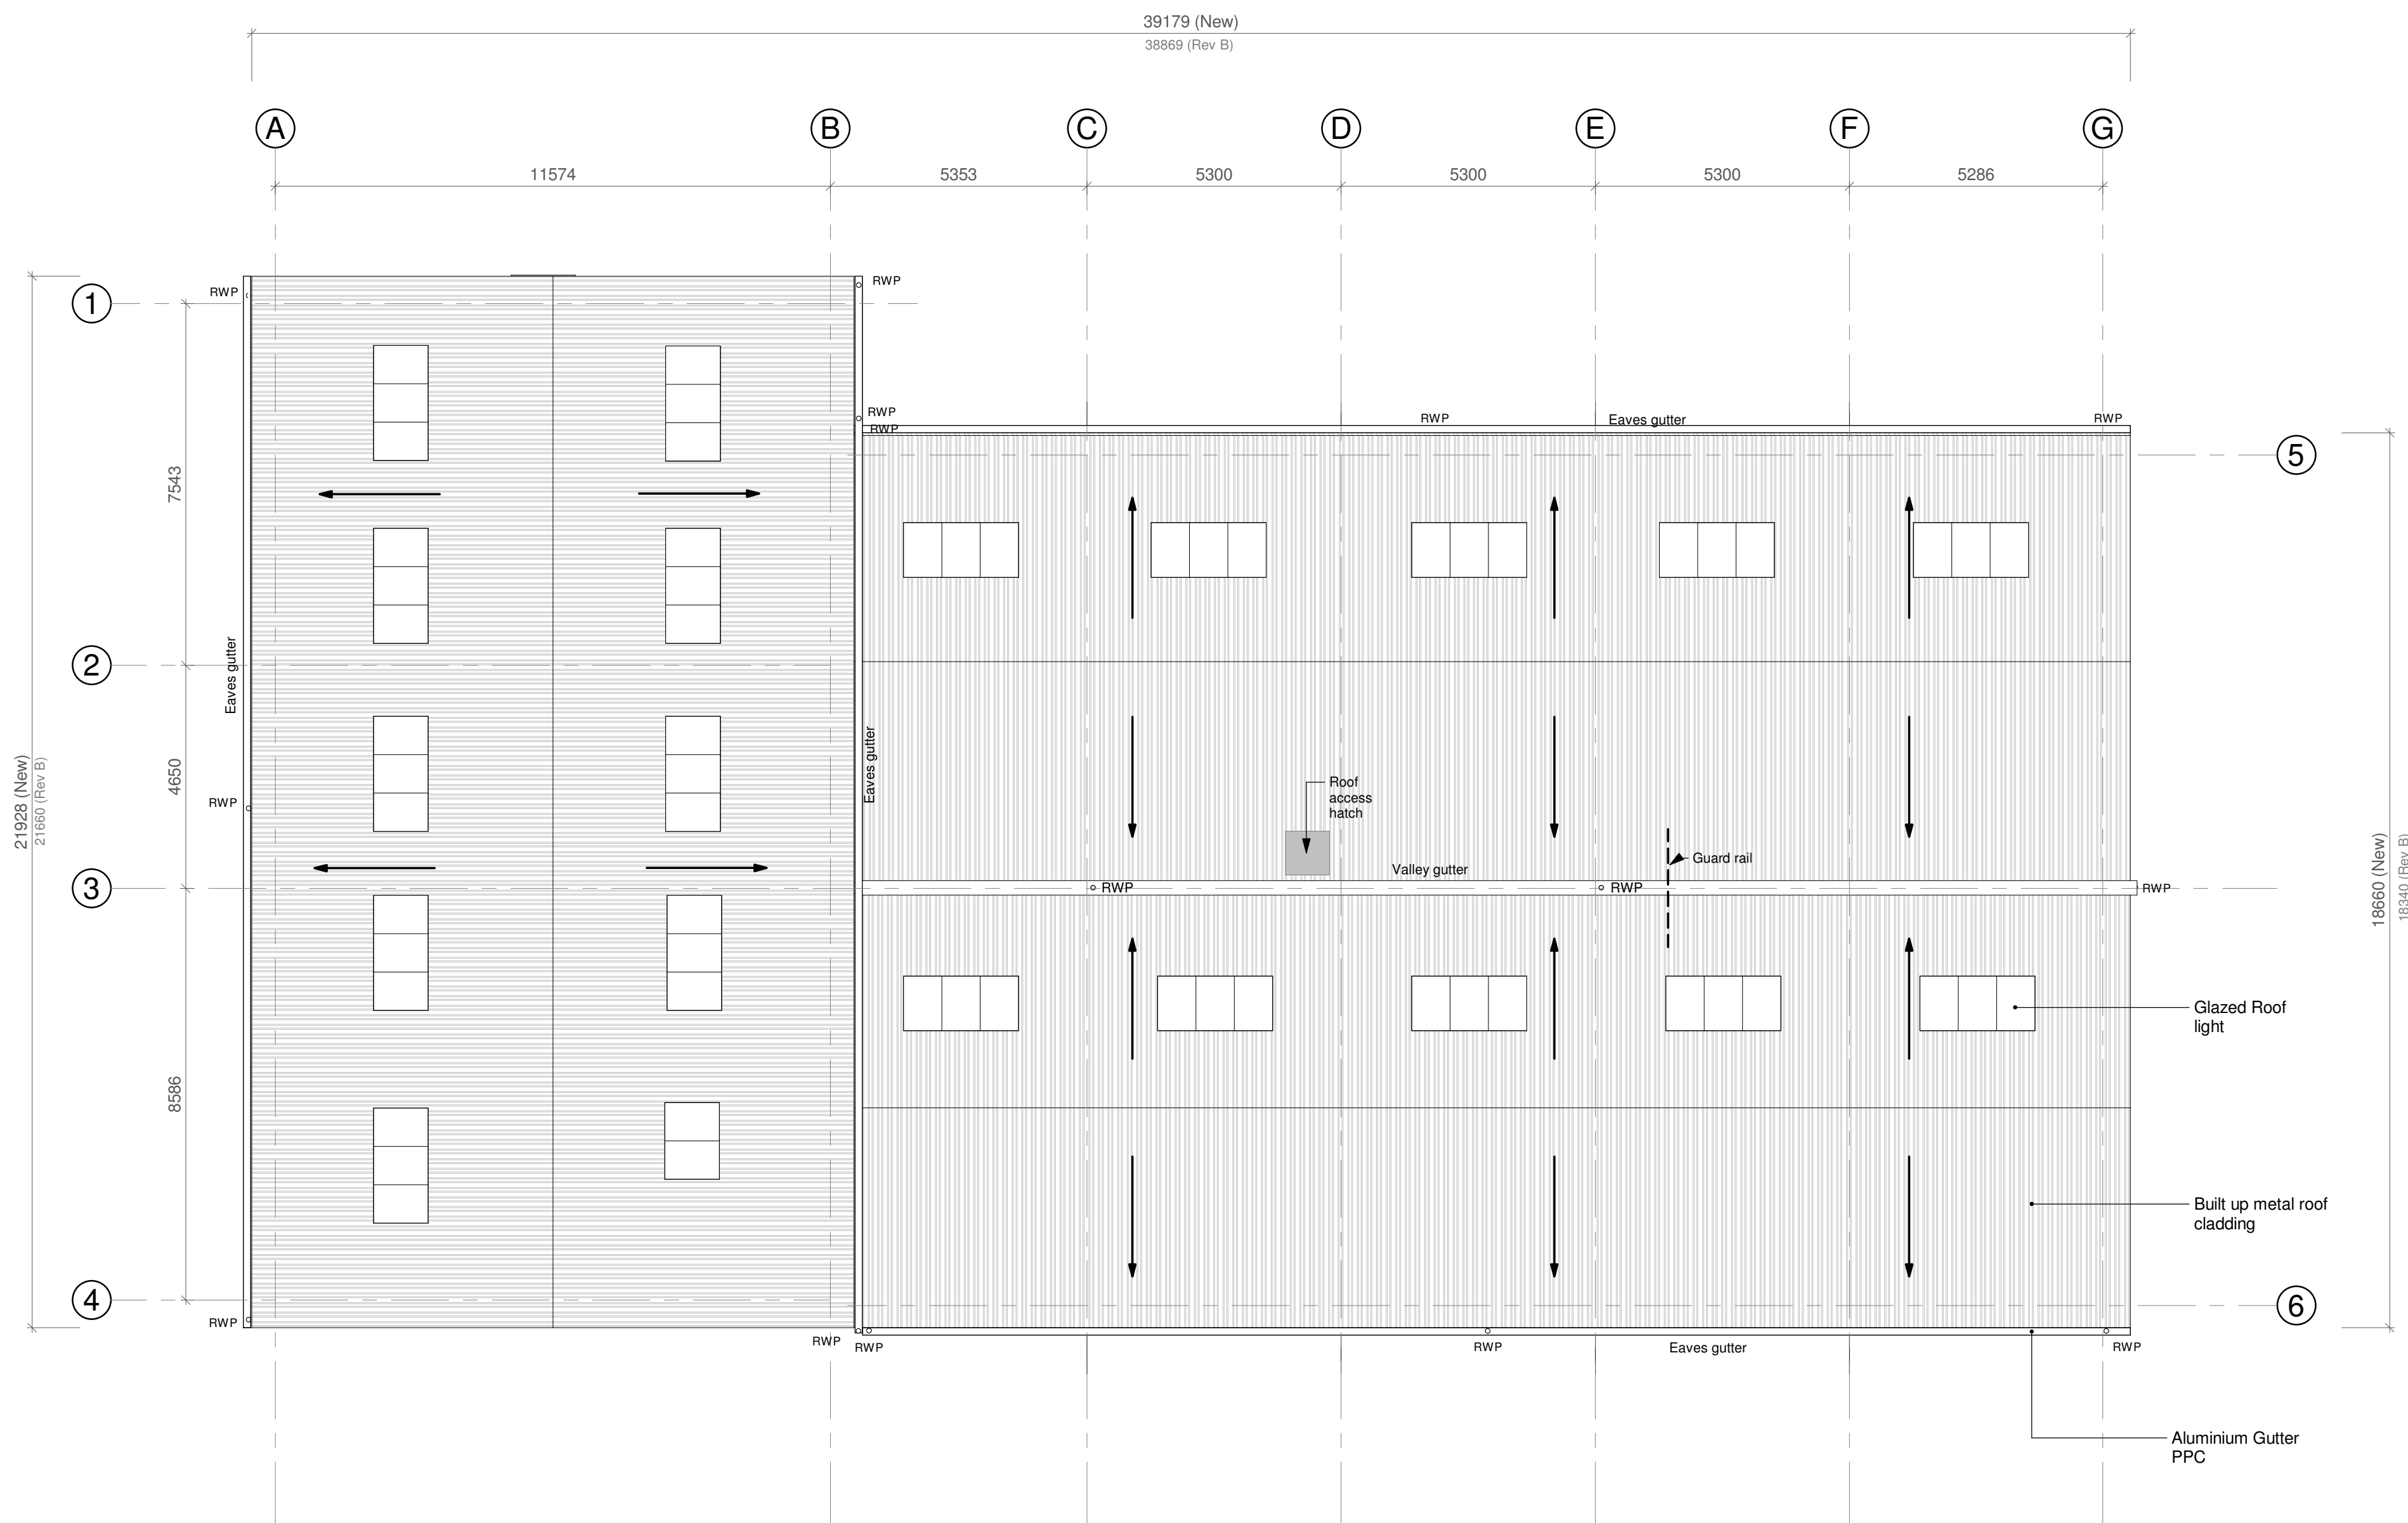 39179 (New)
38869 (Rev B)
A
B
C
D
E
F
G
11574
5353
5300
5300
5300
5286
1
RWP
RWP
RWP
RWP
RWP
Eaves gutter
RWP
5
7543
2
Eaves gutter
Eaves gutter
21928 (New)
21660 (Rev B)
4650
RWP
Roof
access
hatch
Guard rail
Valley gutter
3
RWP
RWP
RWP
18660 (New)
18340 (Rev B)
Glazed Roof
light
8586
Built up metal roof
cladding
4
6
RWP
RWP
RWP
RWP
Eaves gutter
RWP
Aluminium Gutter
PPC